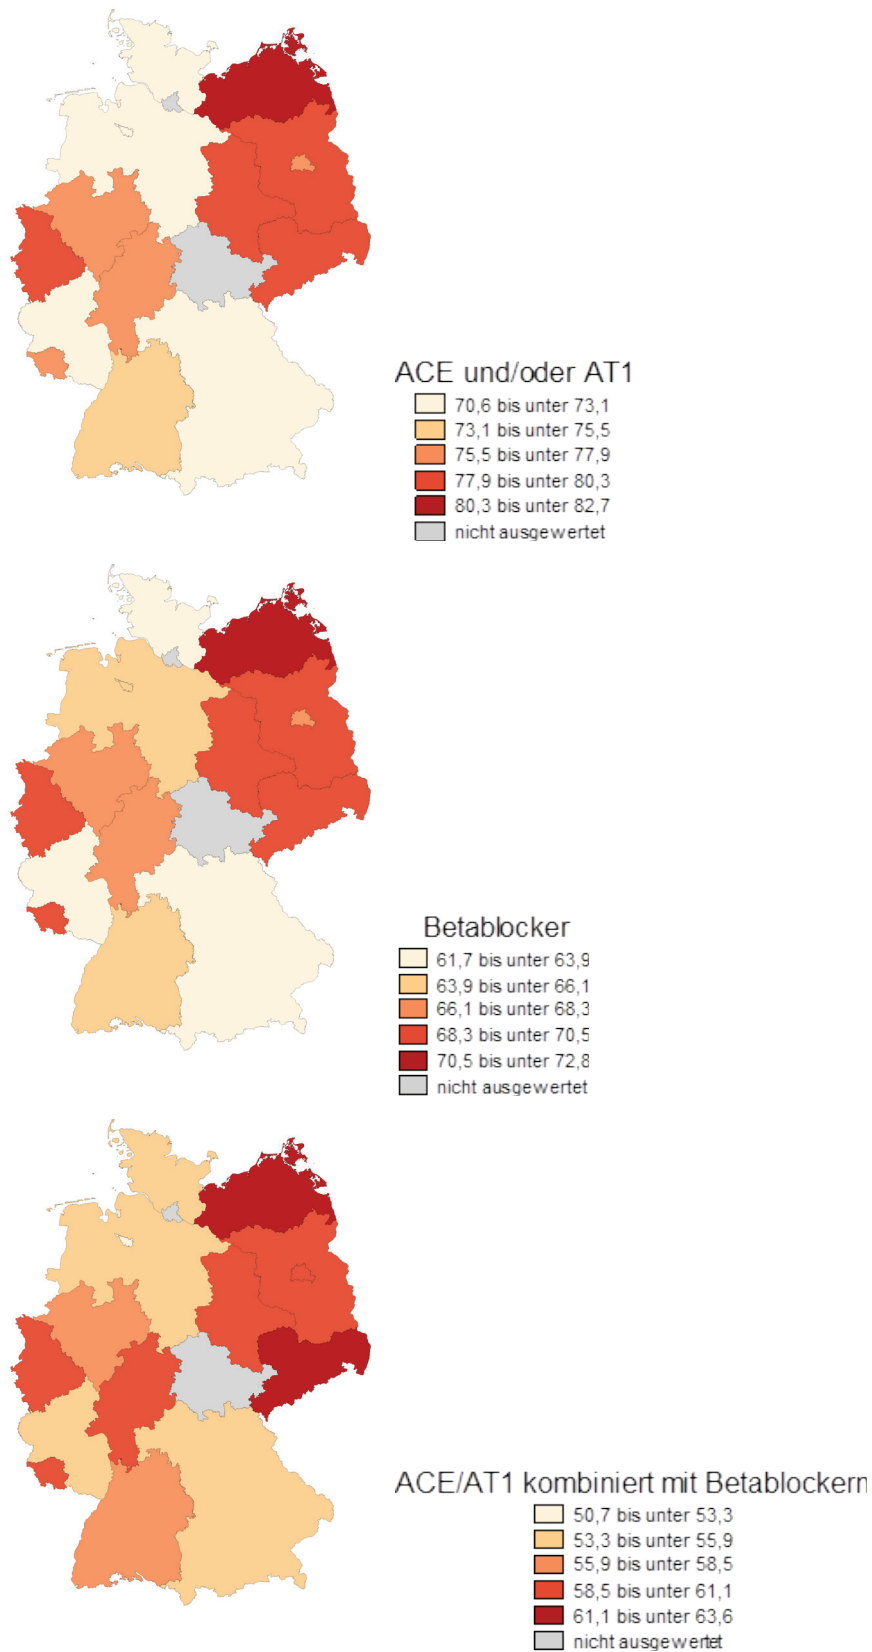 ACE und/oder AT1
70,6 bis unter 73,1
73,1 bis unter 75,5
75,5 bis unter 77,9
77,9 bis unter 80,3
80,3 bis unter 82,7
nicht ausgewertet
Betablocker
61,7 bis unter 63,9
63,9 bis unter 66,1
66,1 bis unter 68,3
68,3 bis unter 70,5
70,5 bis unter 72,8
nicht ausgewertet
ACE/AT1 kombiniert mit Betablockern
50,7 bis unter 53,3
53,3 bis unter 55,9
55,9 bis unter 58,5
58,5 bis unter 61,1
61,1 bis unter 63,6
nicht ausgewertet